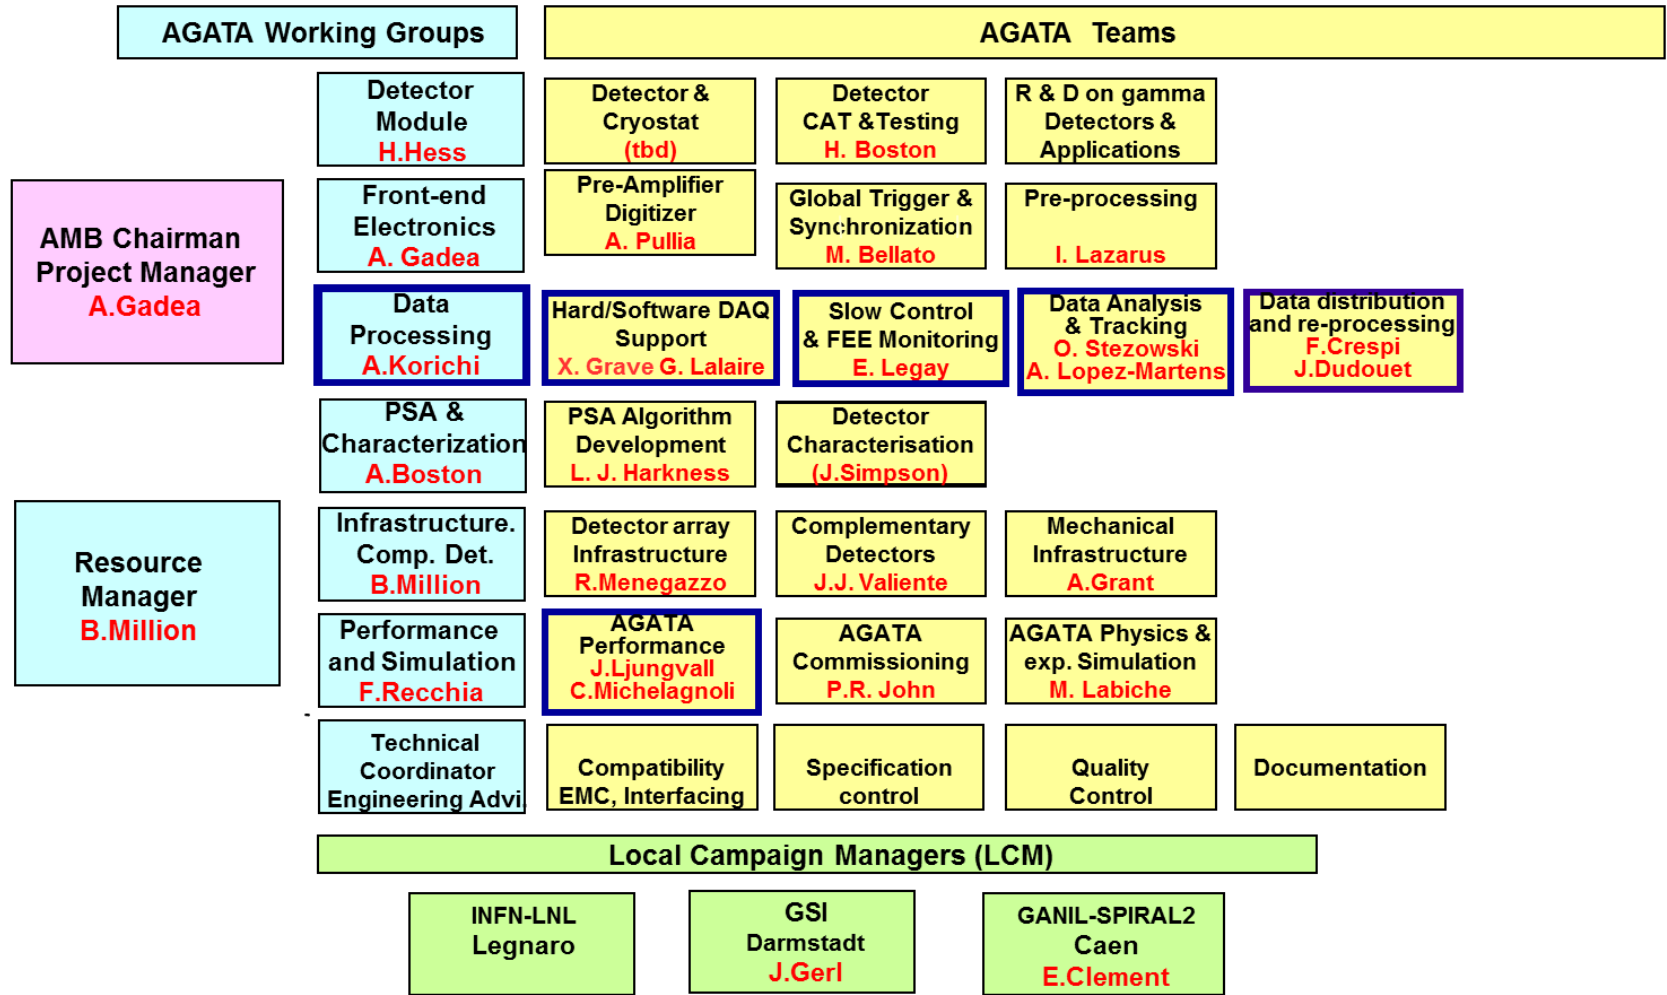 AGATA Working Groups
AGATA Teams
Detector
Module
H.Hess
Detector &
Cryostat
(tbd)
Detector
CAT &Testing
H. Boston
R & D on gamma
Detectors &
Applications
AMB Chairman
Project Manager
A.Gadea
Front-end
Electronics
A. Gadea
Pre-Amplifier
Digitizer
A. Pullia
Global Trigger &
Synchronization
M. Bellato
Pre-processing
I. Lazarus
Data
Processing
A.Korichi
Hard/Software DAQ
Support
X. Grave G. Lalaire
Slow Control
& FEE Monitoring
E. Legay
Data Analysis
& Tracking
O. Stezowski
A. Lopez-Martens
Data distribution
and re-processing
F.Crespi
J.Dudouet
PSA &
Characterization
A.Boston
PSA Algorithm
Development
L. J. Harkness
Detector
Characterisation
(J.Simpson)
Resource
Manager
B.Million
Infrastructure.
Comp. Det.
B.Million
Detector array
Infrastructure
R.Menegazzo
Complementary
Detectors
J.J. Valiente
Mechanical
Infrastructure
A.Grant
Performance
and Simulation
F.Recchia
AGATA
Performance
J.Ljungvall
C.Michelagnoli
AGATA
Commissioning
P.R. John
AGATA Physics &
exp. Simulation
M. Labiche
-
Technical
Coordinator
Engineering Advi.
Compatibility
EMC, Interfacing
Specification
control
Quality
Control
Documentation
Local Campaign Managers (LCM)
INFN-LNL
Legnaro
GSI
Darmstadt
J.Gerl
GANIL-SPIRAL2
Caen
E.Clement